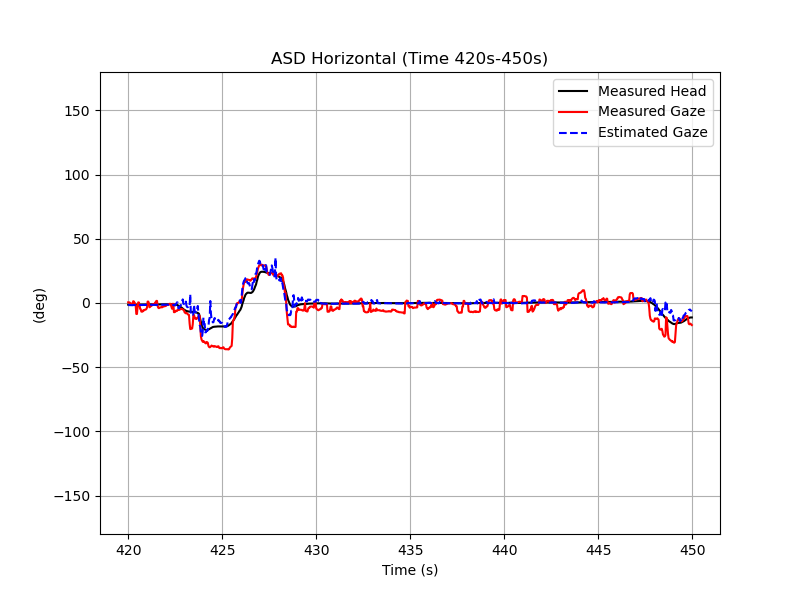 ASD Horizontal (Time 420s-450s)
Measured Head
Measured Gaze
Estimated Gaze
150
100
50
0
−50
−100
−150
(deg)
420 425 430 435 440 445 450
Time (s)